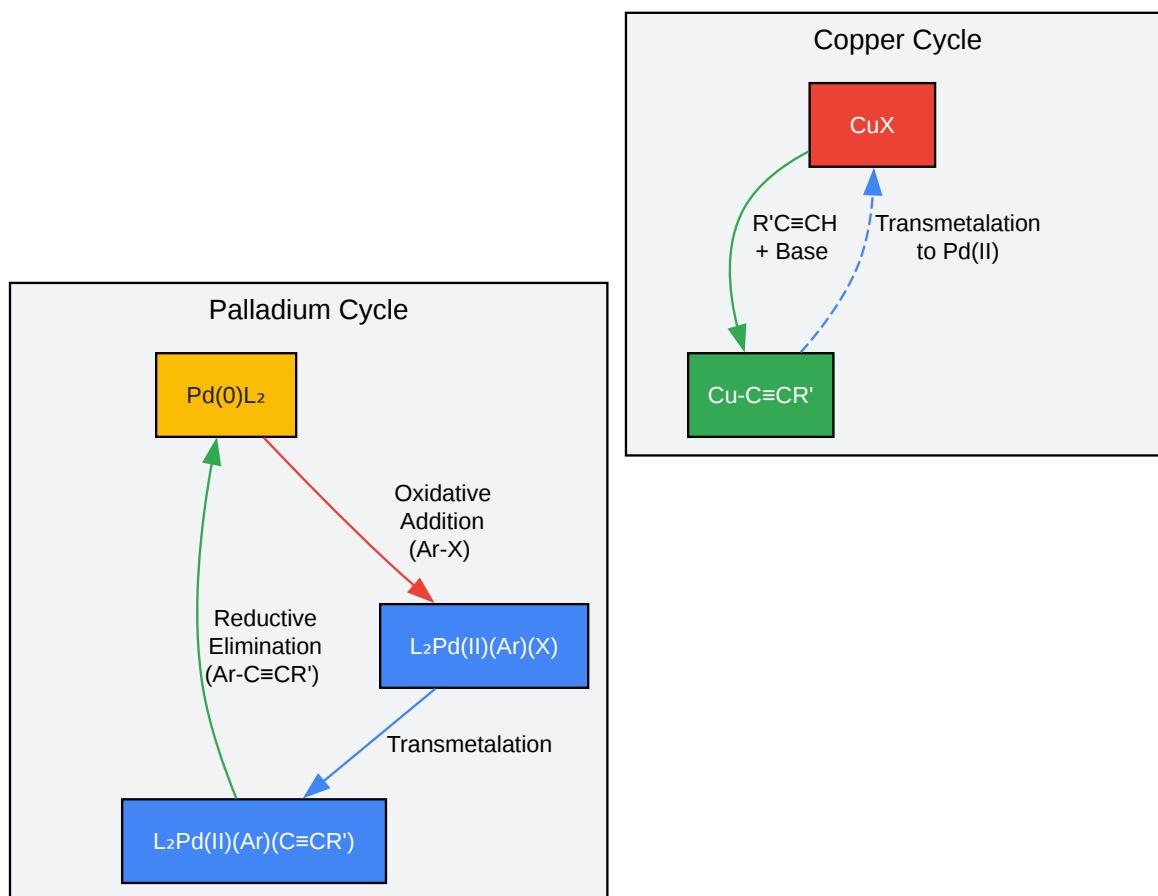 Copper Cycle
CuX
R'C≡CH
+ Base
Transmetalation
to Pd(II)
Cu-C≡CR'
Palladium Cycle
Pd(0)L₂
Oxidative
Addition
(Ar-X)
L₂Pd(II)(Ar)(X)
Reductive
Elimination
(Ar-C≡CR')
Transmetalation
L₂Pd(II)(Ar)(C≡CR')